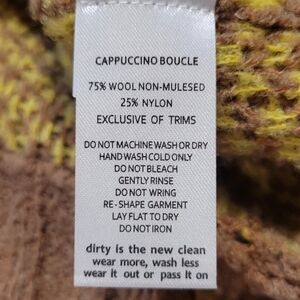 CAPPUCCINO BOUCLE
75% WOOL NON-MULESED
25% NYLON
EXCLUSIVE OF TRIMS
DO NOT MACHINE WASH OR DRY
HAND WASH COLD ONLY
DO NOT BLEACH
GENTLY RINSE
DO NOT WRING
RE-SHAPE GARMENT
LAY FLAT TO DRY
DO NOT IRON
dirty is the new clean
wear more, wash less
wear it out or pass it on